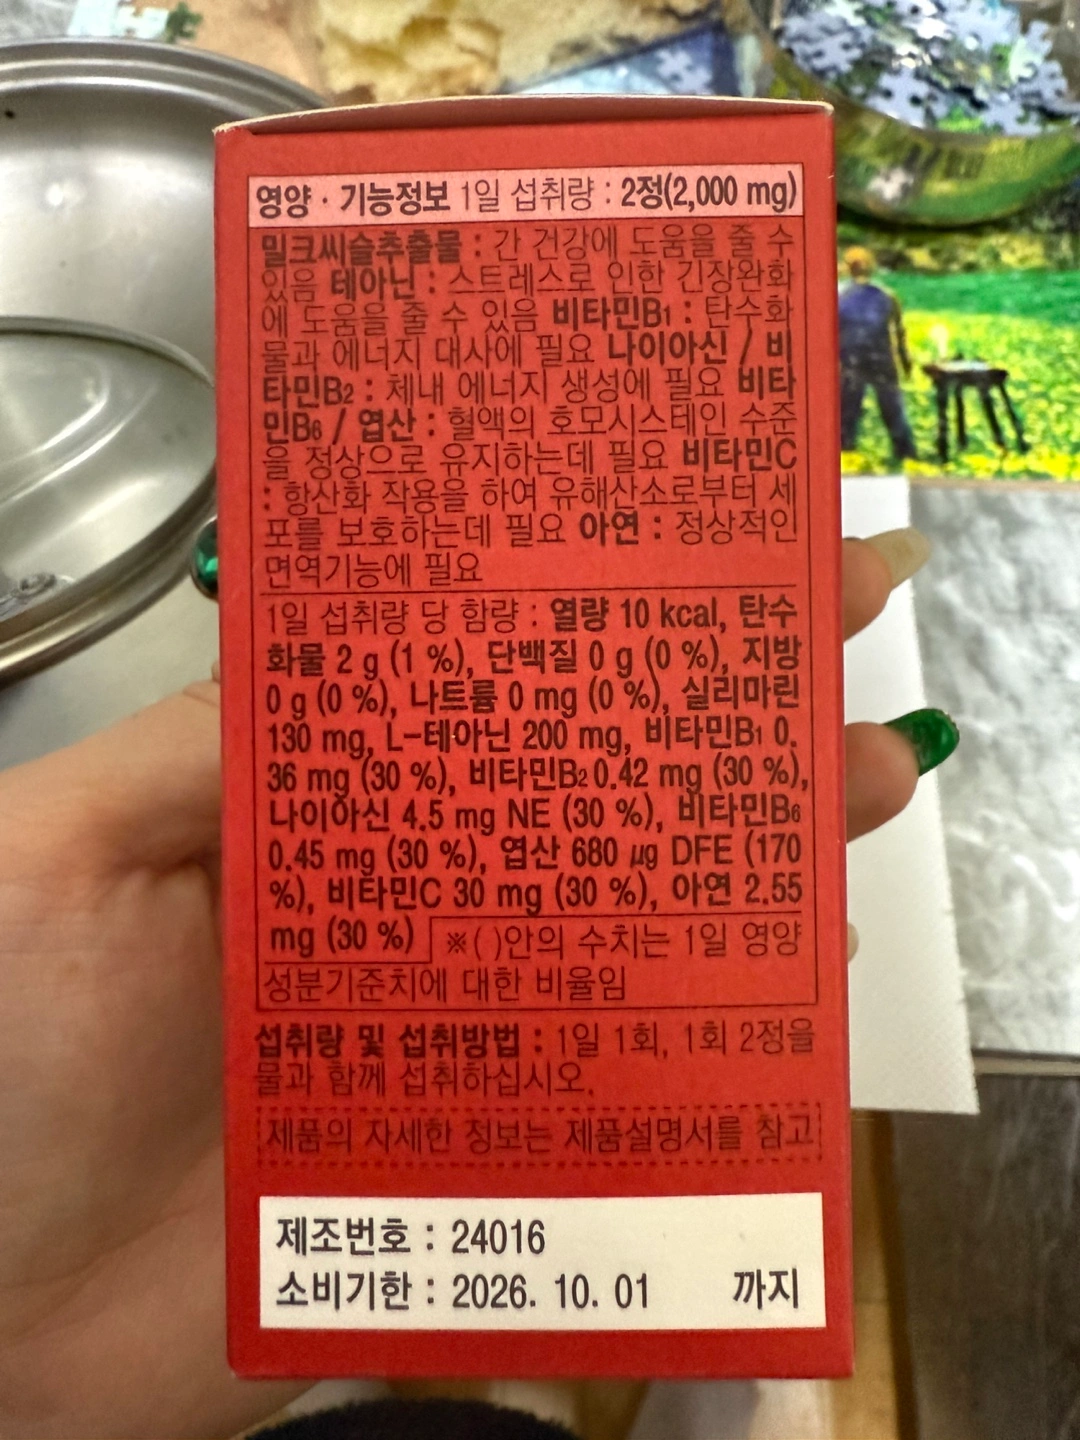 영양 · 기능정보 1일 섭취량 : 2정(2,000 mg)
밀크씨슬추출물 : 간 건강에 도움을 줄 수
있음 테아닌 : 스트레스로 인한 긴장완화
에 도움을 줄 수 있음 비타민B1 : 탄수화
물과 에너지 대사에 필요 나이아신 / 비
타민B2 : 체내 에너지 생성에 필요 비타
민B6 / 엽산 : 혈액의 호모시스테인 수준
을 정상으로 유지하는데 필요 비타민C
: 항산화 작용을 하여 유해산소로부터 세
포를 보호하는데 필요 아연 : 정상적인
면역기능에 필요
1일 섭취량 당 함량 : 열량 10 kcal, 탄수
화물 2 g (1 %), 단백질 0 g (0 %), 지방
0 g (0 %), 나트륨 0 mg (0 %), 실리마린
130 mg, L-테아닌 200 mg, 비타민B1 0.
36 mg (30 %), 비타민B2 0.42 mg (30 %),
나이아신 4.5 mg NE (30 %), 비타민B6
0.45 mg (30 %), 엽산 680 µg DFE (170
%), 비타민C 30 mg (30 %), 아연 2.55
mg (30 %) ※( )안의 수치는 1일 영양
성분기준치에 대한 비율임
섭취량 및 섭취방법 : 1일 1회, 1회 2정을
물과 함께 섭취하십시오.
제품의 자세한 정보는 제품설명서를 참고
제조번호 : 24016
소비기한 : 2026. 10. 01 까지